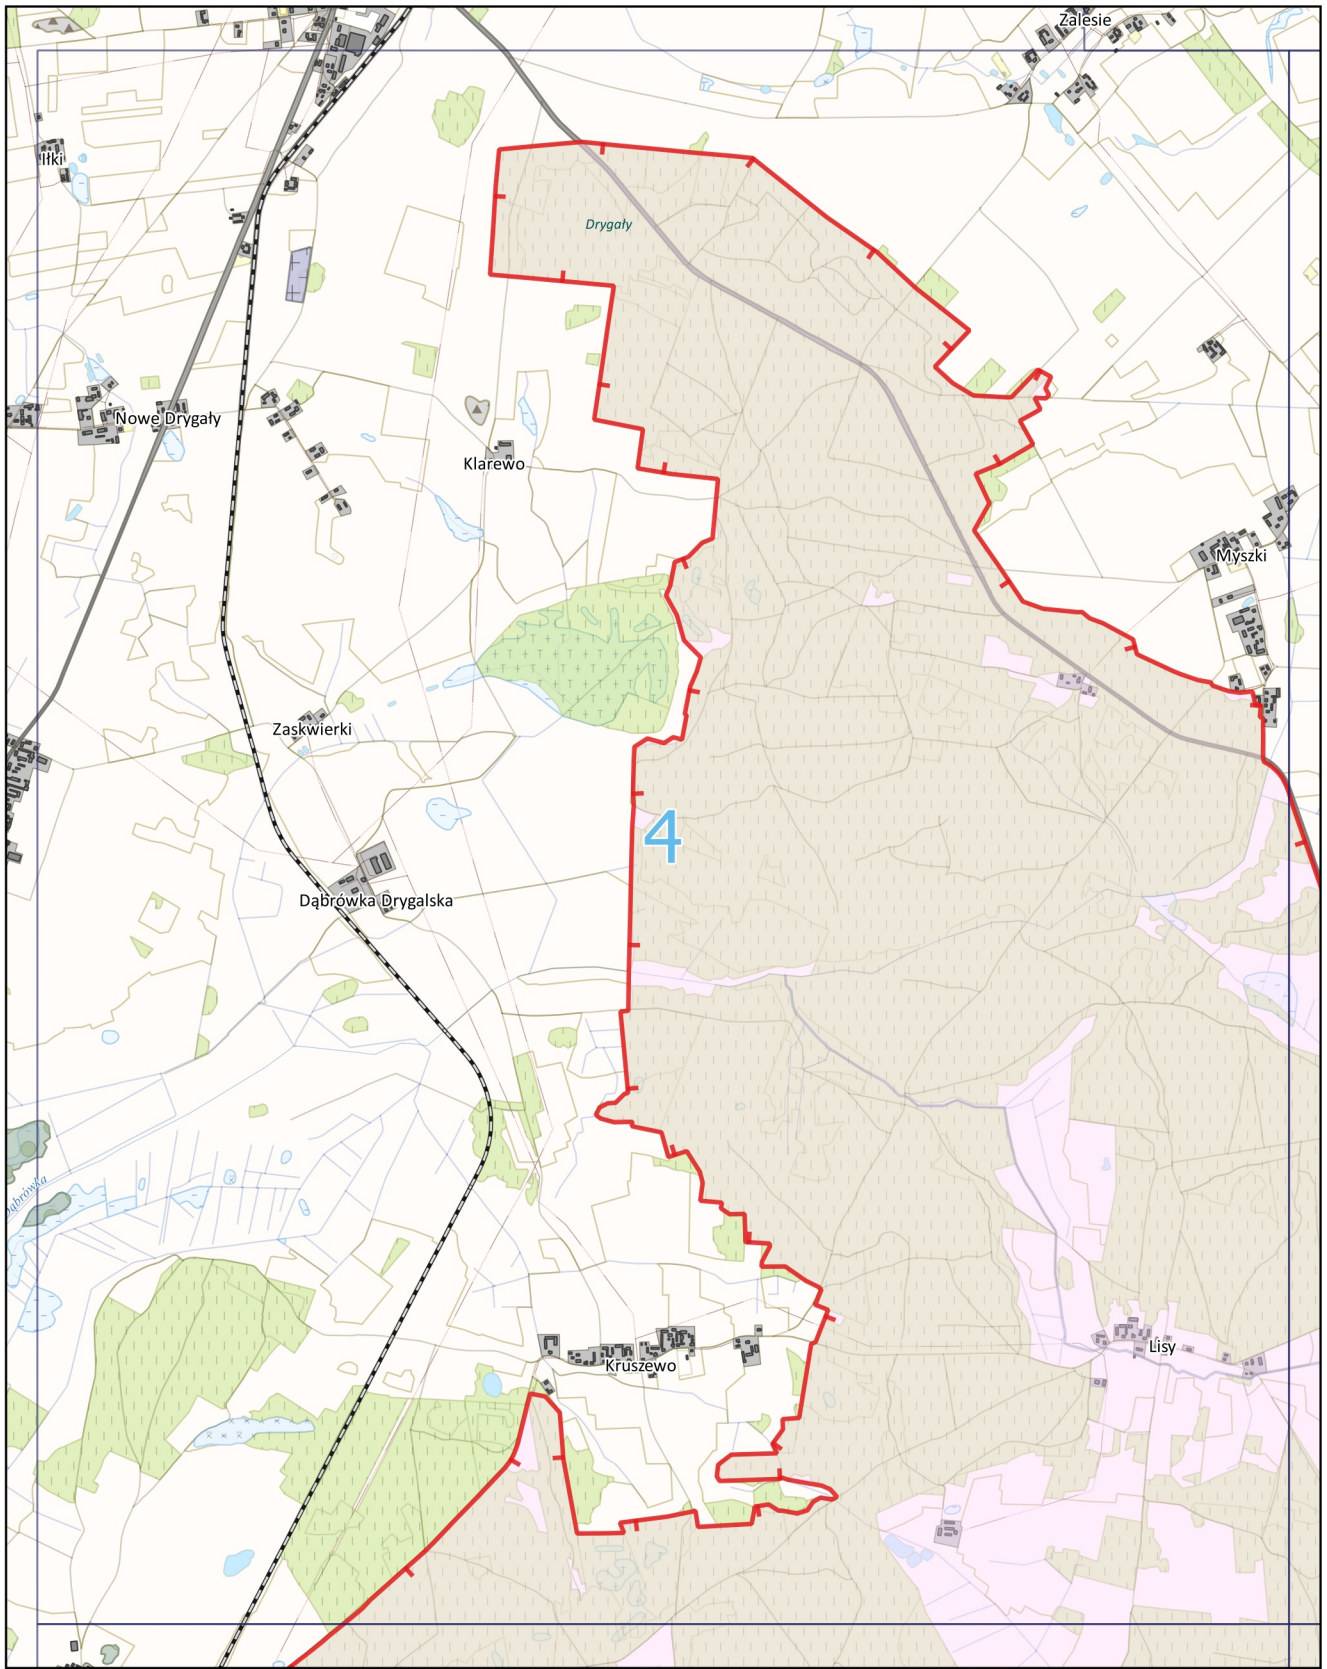 Zalesie
Iłki
Drygały
Nowe Drygały
Klarewo
Myszki
Zaskwierki
4
Dąbrówka Drygalska
Dąbrówka
Lisy
Kruszewo